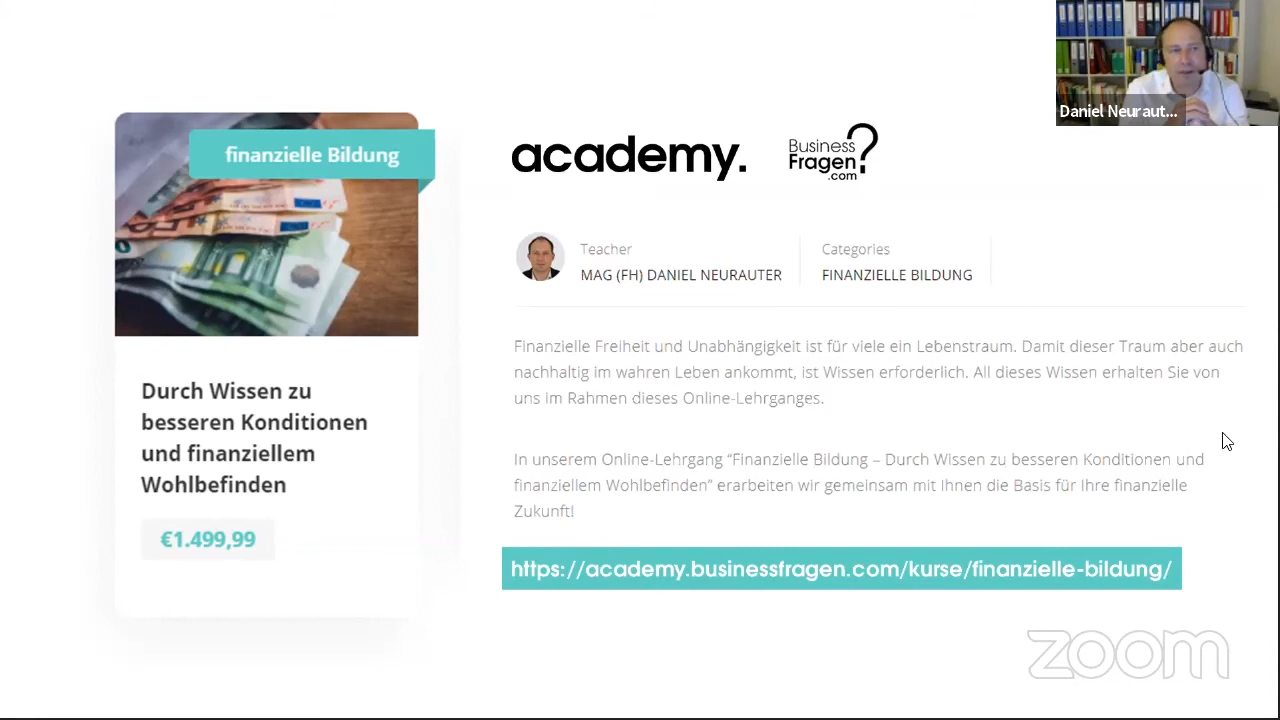 Daniel Neuraut...
finanzielle Bildung
academy.
Business
Fragen?
.com
Teacher
MAG (FH) DANIEL NEURAUTER
Categories
FINANZIELLE BILDUNG
Finanzielle Freiheit und Unabhängigkeit ist für viele ein Lebenstraum. Damit dieser Traum aber auch
nachhaltig im wahren Leben ankommt, ist Wissen erforderlich. All dieses Wissen erhalten Sie von
uns im Rahmen dieses Online-Lehrganges.
Durch Wissen zu
besseren Konditionen
und finanziellem
Wohlbefinden
€1.499,99
In unserem Online-Lehrgang “Finanzielle Bildung – Durch Wissen zu besseren Konditionen und
finanziellem Wohlbefinden” erarbeiten wir gemeinsam mit Ihnen die Basis für Ihre finanzielle
Zukunft!
https://academy.businessfragen.com/kurse/finanzielle-bildung/
zoom